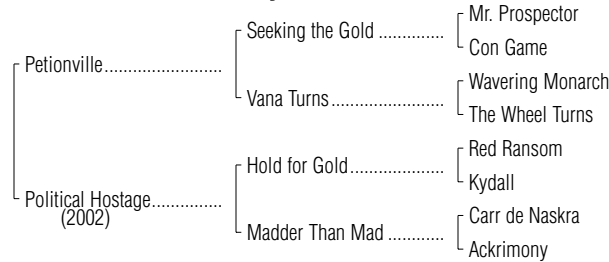 Mr. Prospector
Seeking the Gold ..............
Con Game
Petionville.........................
Wavering Monarch
Vana Turns........................
The Wheel Turns
Red Ransom
Hold for Gold....................
Kydall
Political Hostage...............
(2002)
Carr de Naskra
Madder Than Mad ............
Ackrimony